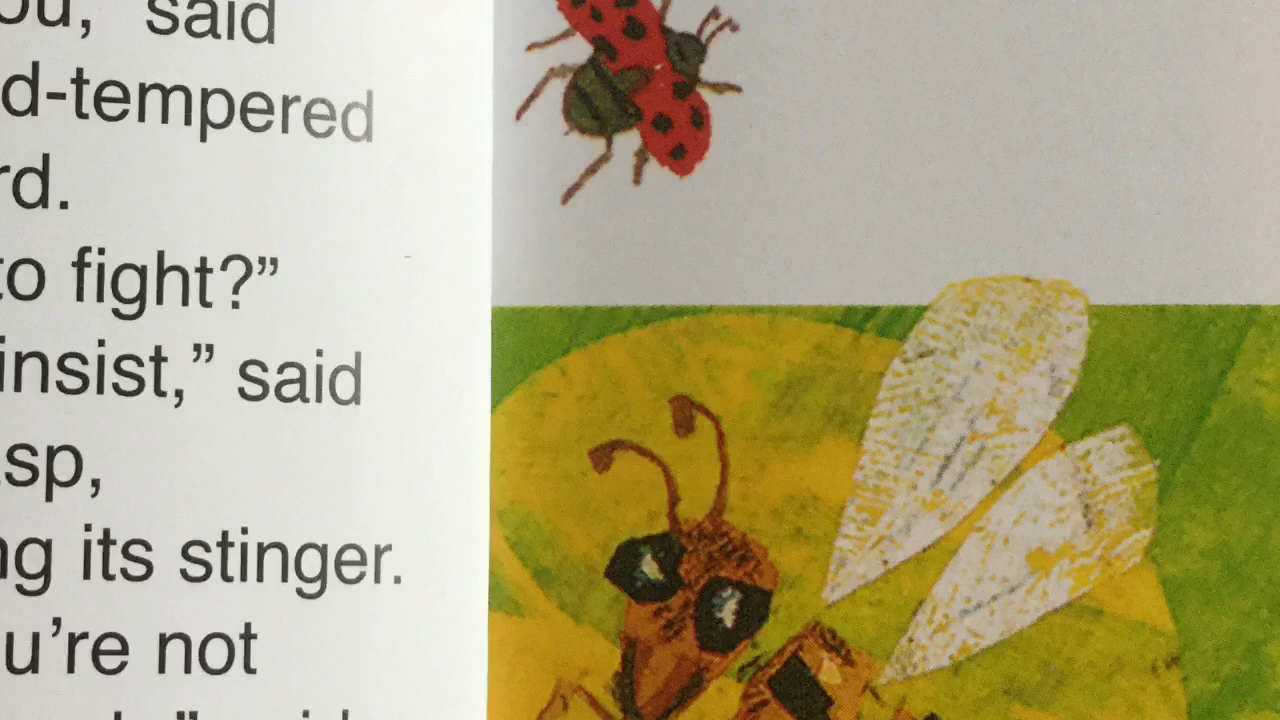 ou,” said
d-tempered
rd.
to fight?”
insist,” said
sp,
ng its stinger.
u’re not